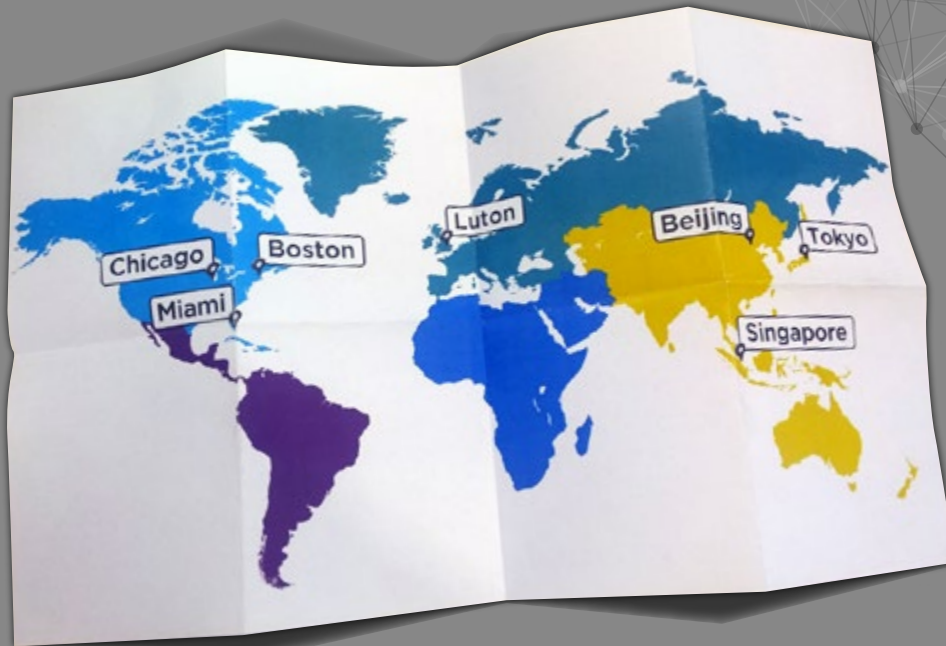 Luton
Beijing
Tokyo
Chicago
Boston
Miami
Singapore